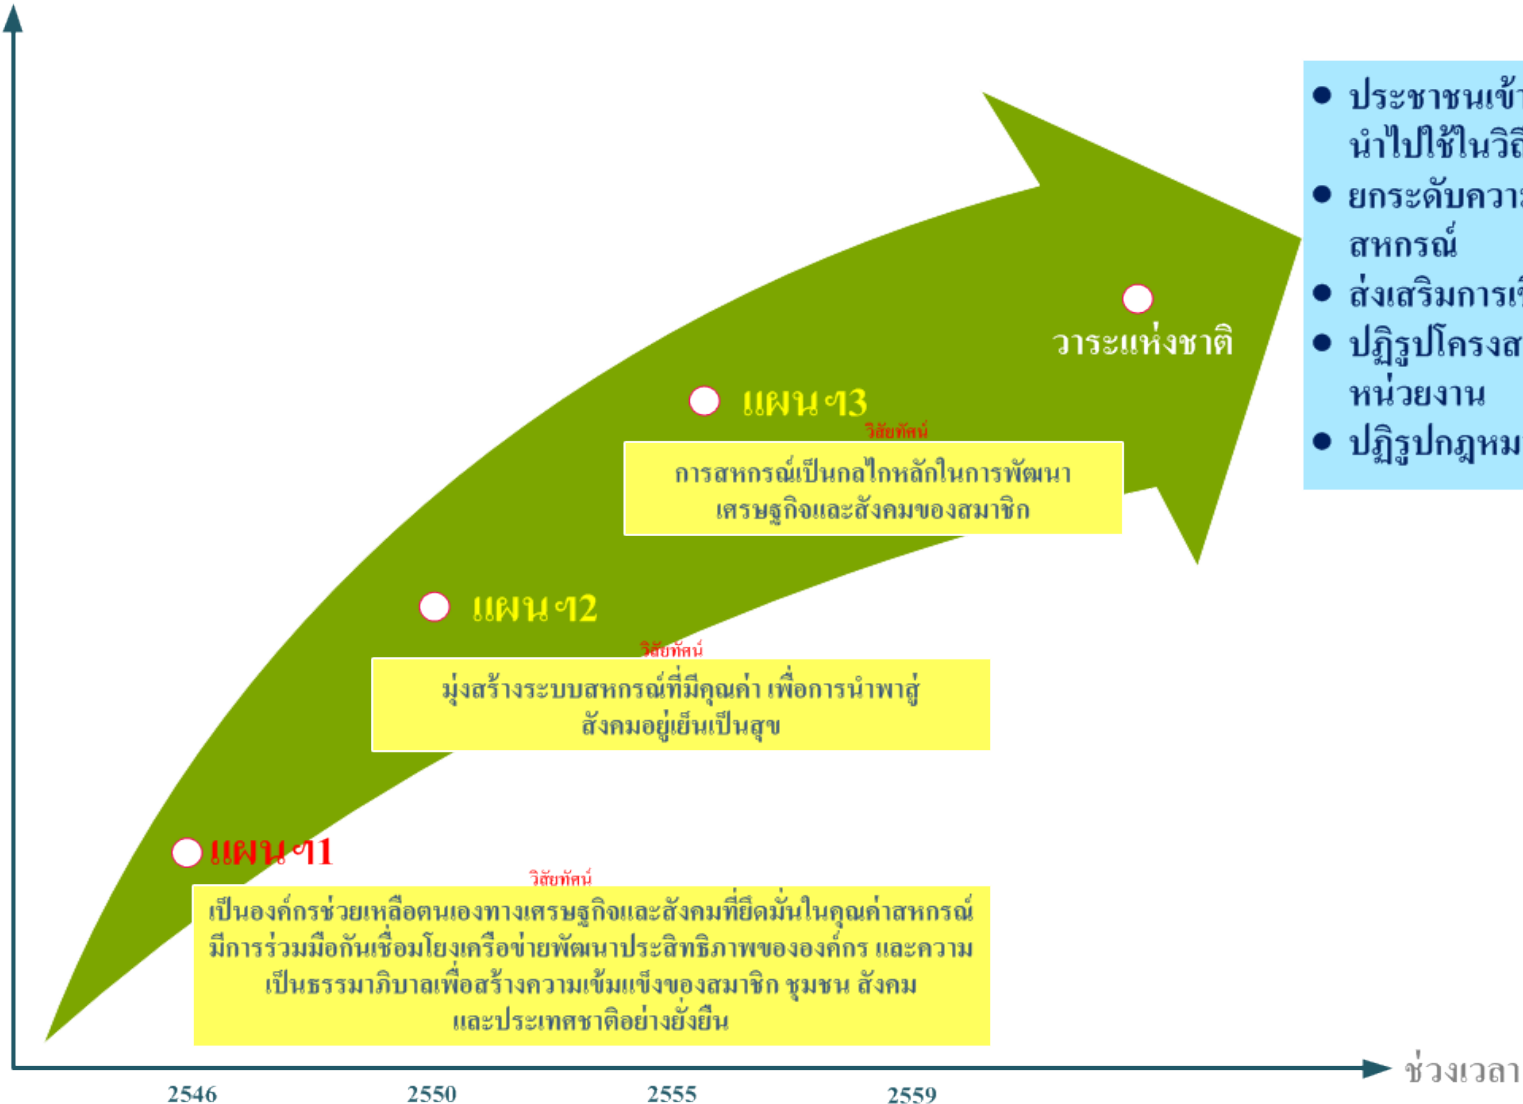 ประชาชนเข้า
นำไปใช้ในวิถี
ยกระดับควา
สหกรณ์
ส่งเสริมการเ
ปฏิรูปโครงส
หน่วยงาน
ปฏิรูปกฎหม
วาระแห่งชาติ
แผนฯ3
วิสัยทัศน์
การสหกรณ์เป็นกลไกหลักในการพัฒนา
เศรษฐกิจและสังคมของสมาชิก
แผนฯ2
วิสัยทัศน์
มุ่งสร้างระบบสหกรณ์ที่มีคุณค่า เพื่อการนำพาสู่
สังคมอยู่เย็นเป็นสุข
แผนฯ1
วิสัยทัศน์
เป็นองค์กรช่วยเหลือตนเองทางเศรษฐกิจและสังคมที่ยึดมั่นในคุณค่าสหกรณ์
มีการร่วมมือกันเชื่อมโยงเครือข่ายพัฒนาประสิทธิภาพขององค์กร และความ
เป็นธรรมาภิบาลเพื่อสร้างความเข้มแข็งของสมาชิก ชุมชน สังคม
และประเทศชาติอย่างยั่งยืน
ช่วงเวลา
2546 2550 2555 2559